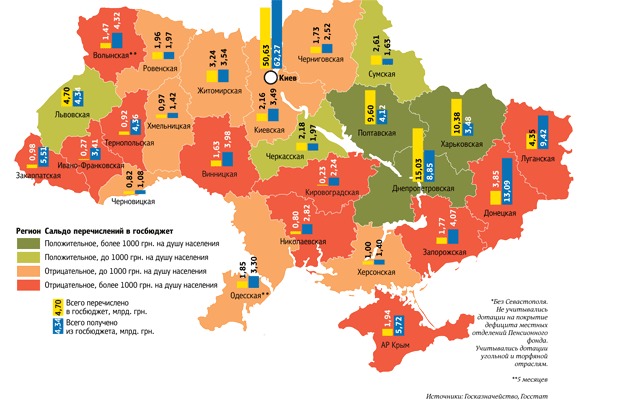 1,47 4,32
Волынская**
1,96 1,97
Ровенская
3,24 3,54
Житомирская
50,63 62,27
Киев
1,73 2,52
Черниговская
2,61 1,63
Сумская
4,70 4,34
Львовская
0,92 4,36
Тернопольская
0,97 1,42
Хмельницкая
2,16 3,49
Киевская
2,18 1,97
Черкасская
9,60 4,12
Полтавская
10,38 3,48
Харьковская
4,35 9,42
Луганская
0,98 5,51
Закарпатская
0,27 3,41
Ивано-Франковская
0,82 1,08
Черновицкая
1,63 3,98
Винницкая
0,23 2,24
Кировоградская
15,03 8,85
Днепропетровская
3,85 13,09
Донецкая
0,80 2,82
Николаевская
1,77 4,07
Запорожская
1,00 1,40
Херсонская
1,85 3,30
Одесская**
1,94 5,72
АР Крым
Регион Сальдо перечислений в госбюджет
Положительное, более 1000 грн. на душу населения
Положительное, до 1000 грн. на душу населения
Отрицательное, до 1000 грн. на душу населения
Отрицательное, более 1000 грн. на душу населения
4,70 Всего перечислено
в госбюджет, млрд. грн.
4,34 Всего получено
из госбюджета, млрд. грн.
*Без Севастополя.
Не учитывались
дотации на покрытие
дефицита местных
отделений Пенсионного
фонда.
Учитывались дотации
угольной и торфяной
отраслям.
**5 месяцев
Источники: Госказначейство, Госстат